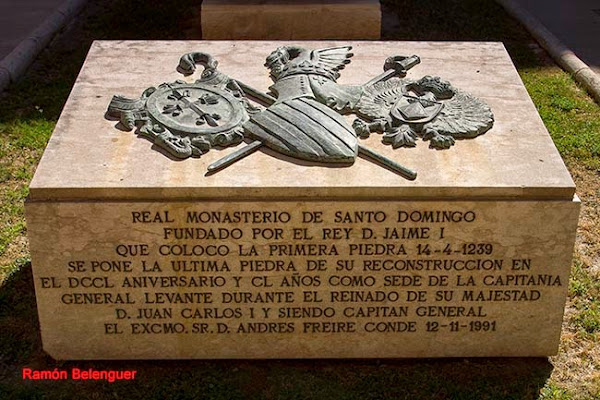 REAL MONASTERIO DE SANTO DOMINGO
FUNDADO POR EL REY D. JAIME I
QUE COLOCO LA PRIMERA PIEDRA 14-4-1239
SE PONE LA ULTIMA PIEDRA DE SU RECONSTRUCCION EN
EL DCCL ANIVERSARIO Y CL AÑOS COMO SEDE DE LA CAPITANIA
GENERAL LEVANTE DURANTE EL REINADO DE SU MAJESTAD
D. JUAN CARLOS I Y SIENDO CAPITAN GENERAL
EL EXCMO. SR. D. ANDRES FREIRE CONDE 12-11-1991
Ramón Belenguer